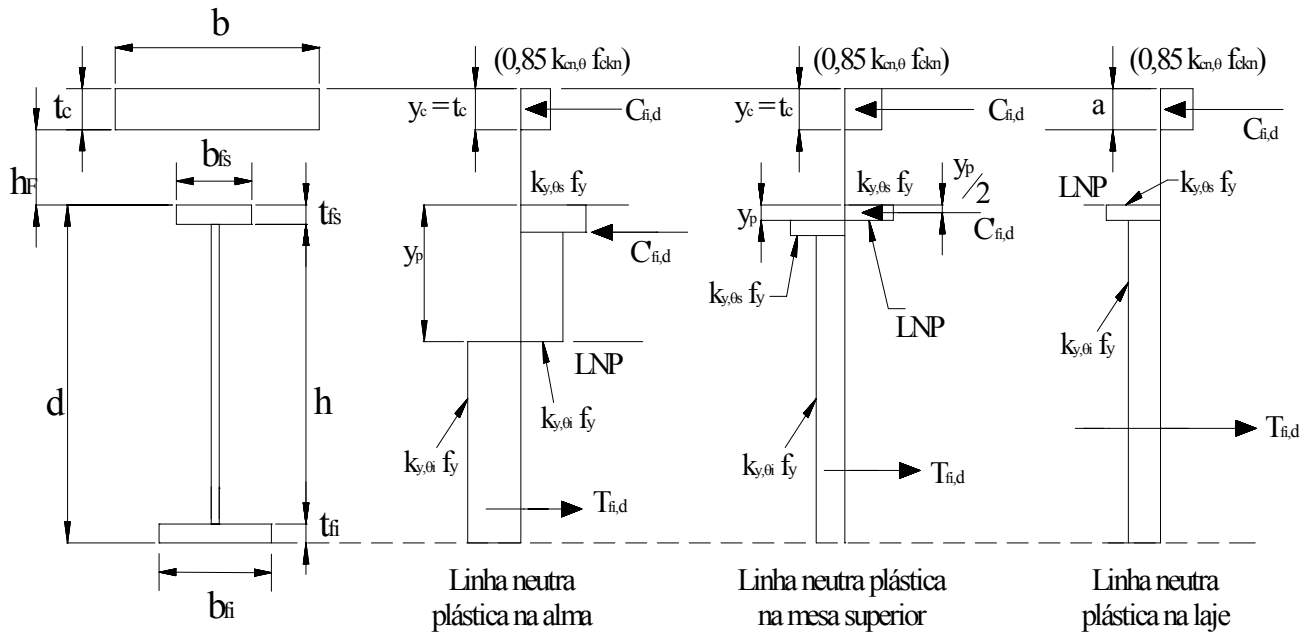 b
(0,85 k_cn,θ f_ckn)
(0,85 k_cn,θ f_ckn)
(0,85 k_cn,θ f_ckn)
t_c
y_c = t_c
C_fi,d
y_c = t_c
C_fi,d
a
C_fi,d
h_F
b_fs
t_fs
k_y,θs f_y
k_y,θs f_y
y_p/2
LNP
k_y,θs f_y
y_p
C'_fi,d
y_p
C'_fi,d
k_y,θs f_y
LNP
k_y,θi f_y
d
h
LNP
k_y,θi f_y
k_y,θi f_y
k_y,θi f_y
T_fi,d
T_fi,d
T_fi,d
t_fi
b_fi
Linha neutra
plástica na alma
Linha neutra plástica
na mesa superior
Linha neutra
plástica na laje